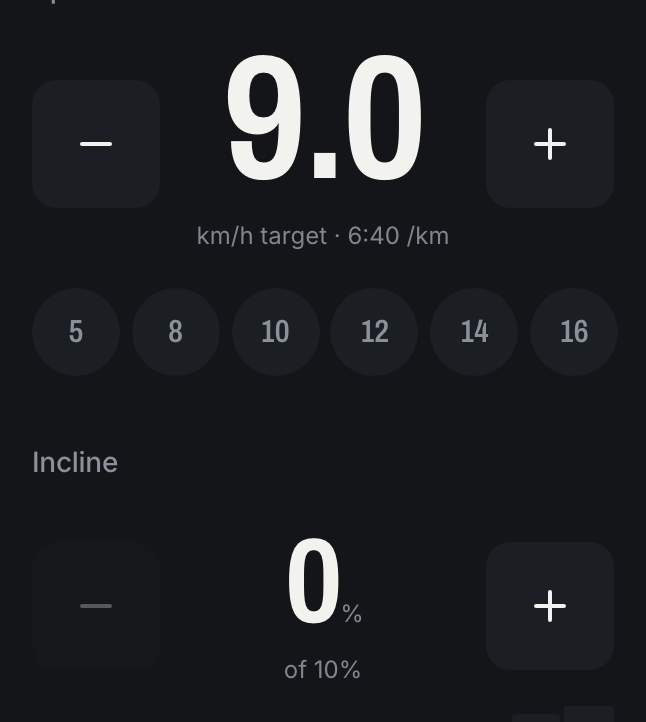 9.0
− +
km/h target · 6:40 /km
5 8 10 12 14 16
Incline
− 0% +
of 10%